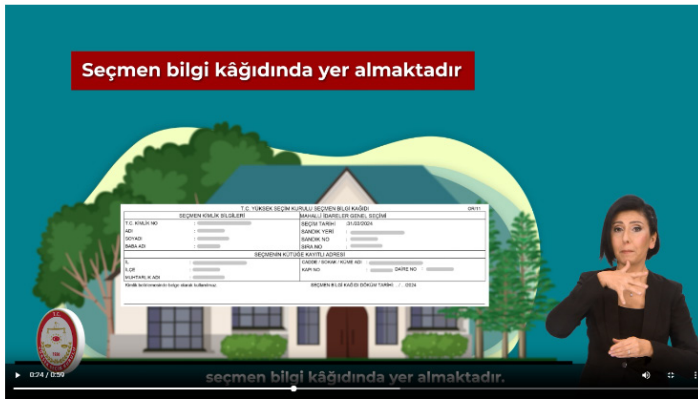 Seçmen bilgi kâğıdında yer almaktadır
T.C. YÜKSEK SEÇİM KURULU SEÇMEN BİLGİ KAĞIDI
SEÇMEN KİMLİK BİLGİLERİ
MAHALLİ İDARELER GENEL SEÇİMİ
T.C. KİMLİK NO :
SEÇİM TARİHİ :31/03/2024
ADI :
SANDIK YERİ :
SOYADI :
SANDIK NO :
BABA ADI :
SIRA NO :
SEÇMENİN KÜTÜĞE KAYITLI ADRESİ
İL :
CADDE / SOKAK / KÜME ADI :
İLÇE :
KAPI NO : DAİRE NO :
MUHTARLIK ADI :
SEÇMEN BİLGİ KAĞIDI DÖKÜM TARİHİ : / /2024
T.C.
0:24 / 0:59
seçmen bilgi kâğıdında yer almaktadır.